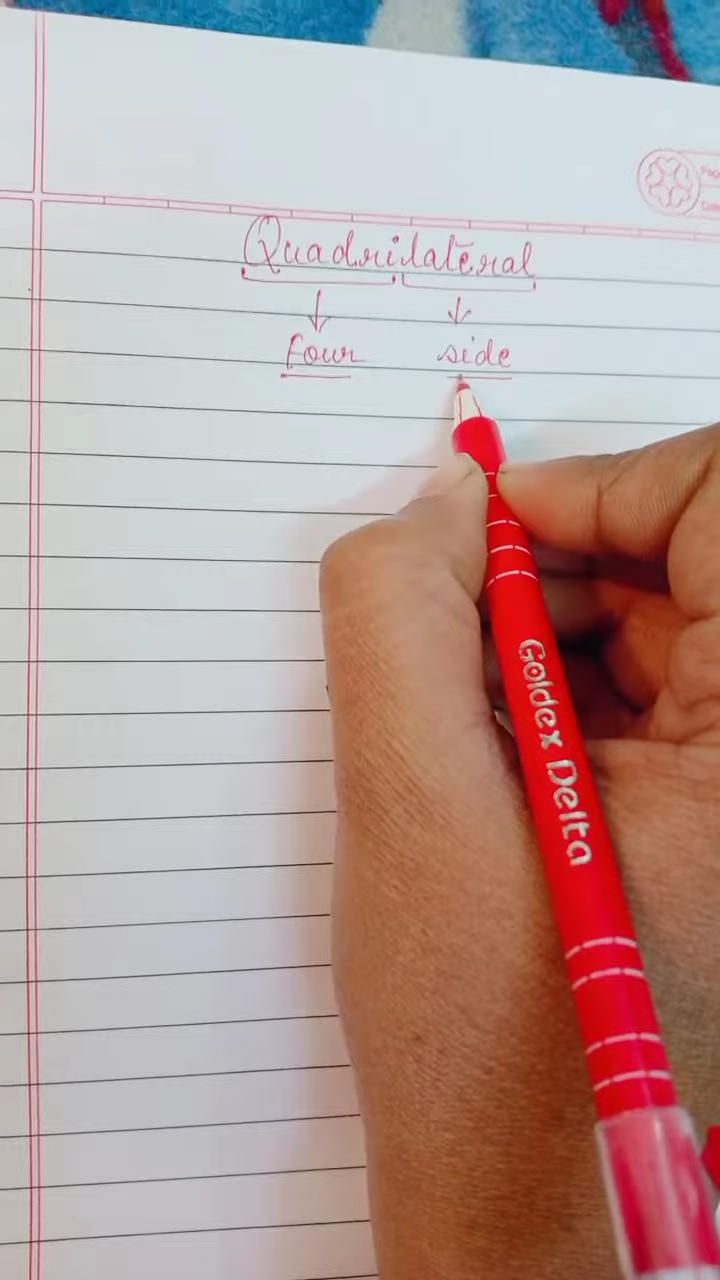 Quadrilateral
↓ ↓
four side
Goldex Delta